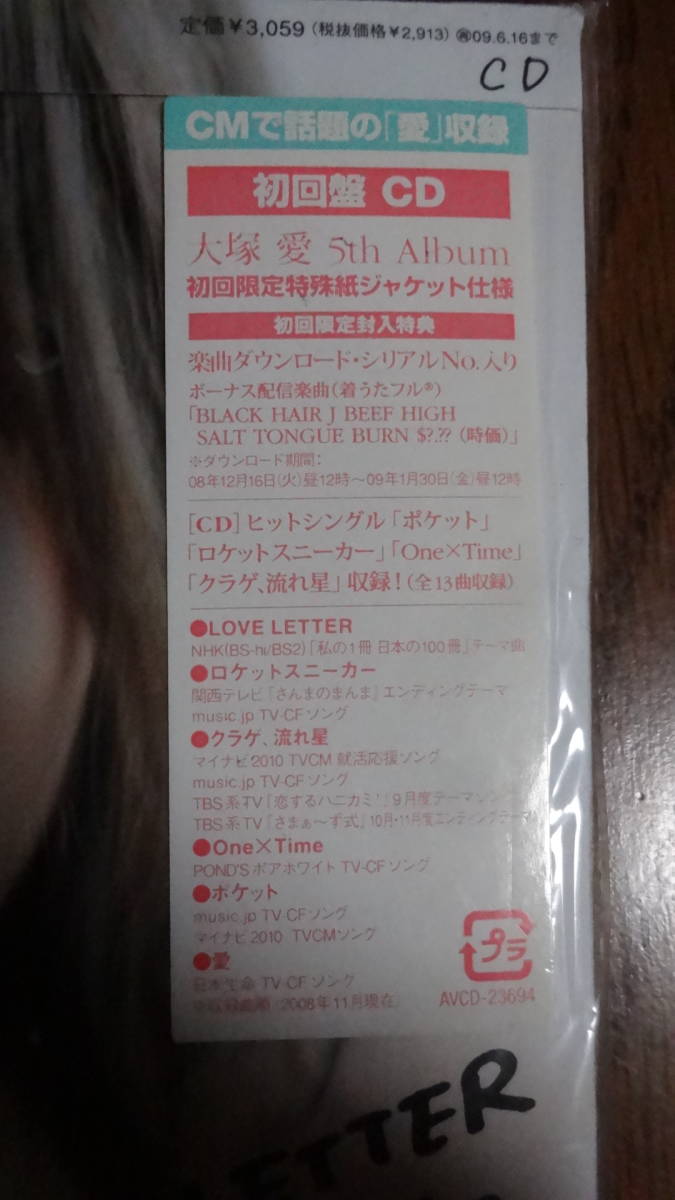 定価￥3,059（税抜価格￥2,913）㊢09.6.16まで
CD
CMで話題の「愛」収録
初回盤 CD
大塚 愛 5th Album
初回限定特殊紙ジャケット仕様
初回限定封入特典
楽曲ダウンロード・シリアルNo.入り
ボーナス配信楽曲（着うたフル®）
「BLACK HAIR J BEEF HIGH
SALT TONGUE BURN $?.??（時価）」
※ダウンロード期間：
08年12月16日（火）昼12時〜09年1月30日（金）昼12時
［CD］ヒットシングル「ポケット」
「ロケットスニーカー」「One×Time」
「クラゲ、流れ星」収録！（全13曲収録）
●LOVE LETTER
NHK(BS-hi/BS2)「私の1冊 日本の100冊」テーマ曲
●ロケットスニーカー
関西テレビ「さんまのまんま」エンディングテーマ
music.jp TV-CFソング
●クラゲ、流れ星
マイナビ2010 TVCM 就活応援ソング
music.jp TV-CFソング
TBS系TV「恋するハニカミ！」9月度テーマソング
TBS系TV「さまぁ〜ず式」10月・11月度エンディングテーマ
●One×Time
POND'S ポアホワイト TV-CFソング
●ポケット
music.jp TV-CFソング
マイナビ2010 TVCMソング
●愛
日本生命 TV-CFソング
※収録曲順（2008年11月現在）
プラ
AVCD-23694
LETTER